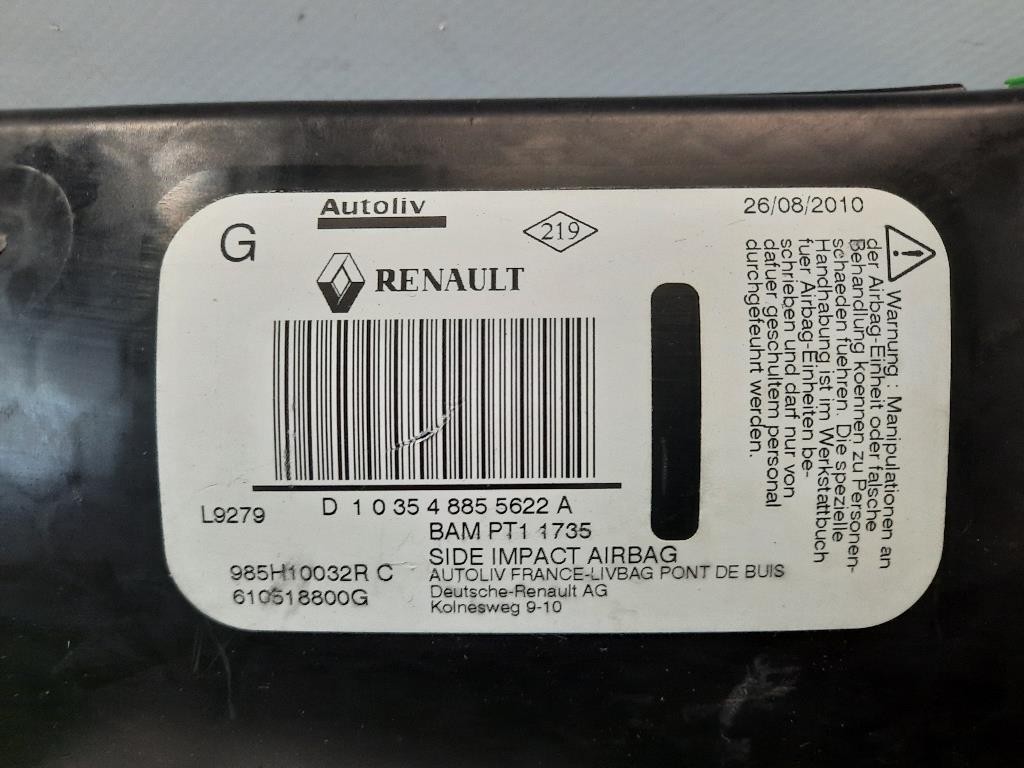 Autoliv
G
219
26/08/2010
RENAULT
Warnung : Manipulationen an
der Airbag-Einheit oder falsche
Behandlung koennen zu Personen-
schaeden fuehren. Die spezielle
Handhabung ist im Werkstattbuch
fuer Airbag-Einheiten be-
schrieben und darf nur von
dafuer geschultem personal
durchgefeuhrt werden.
L9279
D 1 0 354 885 5622 A
BAM PT1 1735
SIDE IMPACT AIRBAG
985H10032R C
AUTOLIV FRANCE-LIVBAG PONT DE BUIS
610518800G
Deutsche-Renault AG
Kolnesweg 9-10